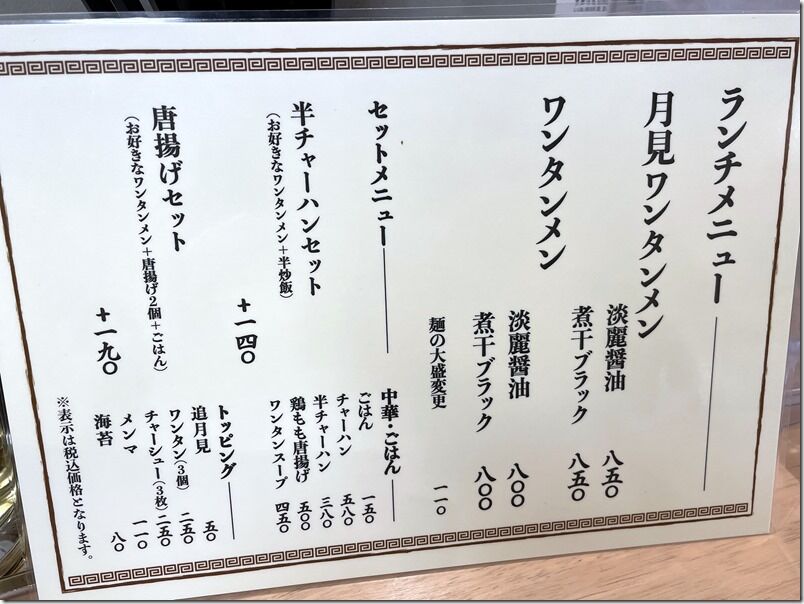 ランチメニュー
月見ワンタンメン
淡麗醤油 八五〇
煮干ブラック 八五〇
ワンタンメン
淡麗醤油 八〇〇
煮干ブラック 八〇〇
麺の大盛変更 一一〇
セットメニュー
半チャーハンセット
(お好きなワンタンメン+半炒飯)
+一四〇
唐揚げセット
(お好きなワンタンメン+唐揚げ2個+ごはん)
+一九〇
中華・ごはん
ごはん 一五〇
チャーハン 五八〇
半チャーハン 三八〇
鶏もも唐揚げ 五〇〇
ワンタンスープ 四五〇
トッピング
追月見 五〇
ワンタン(3個) 二五〇
チャーシュー(3枚) 二五〇
メンマ 一一〇
海苔 八〇
※表示は税込価格となります。